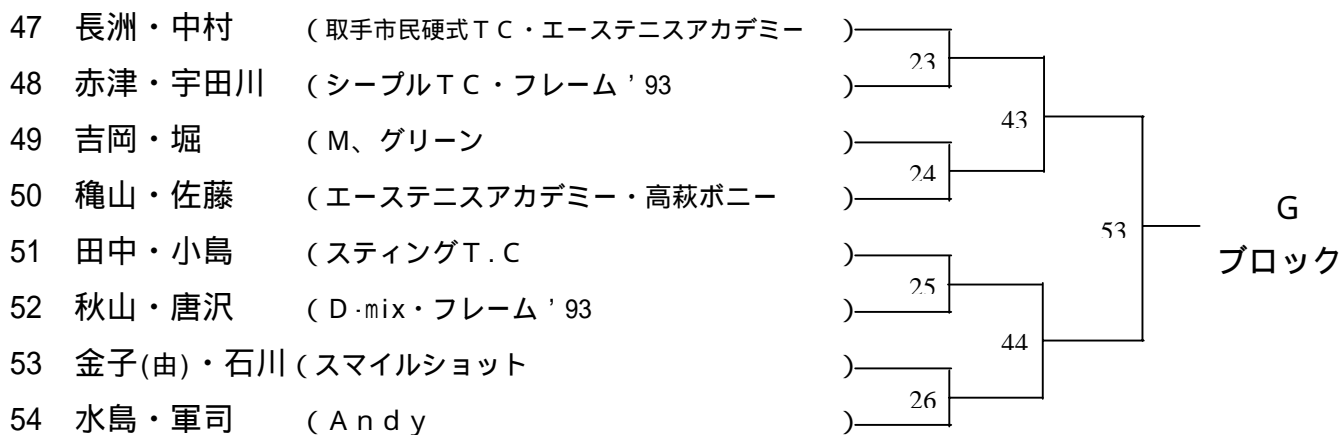 47 長洲・中村 (取手市民硬式TC・エーステニスアカデミー )
23
48 赤津・宇田川 (シープルTC・フレーム'93 )
43
49 吉岡・堀 (M、グリーン )
24
50 穐山・佐藤 (エーステニスアカデミー・高萩ボニー )
53
G
ブロック
51 田中・小島 (スティングT.C )
25
52 秋山・唐沢 (D-mix・フレーム'93 )
44
53 金子(由)・石川(スマイルショット )
26
54 水島・軍司 (Andy )